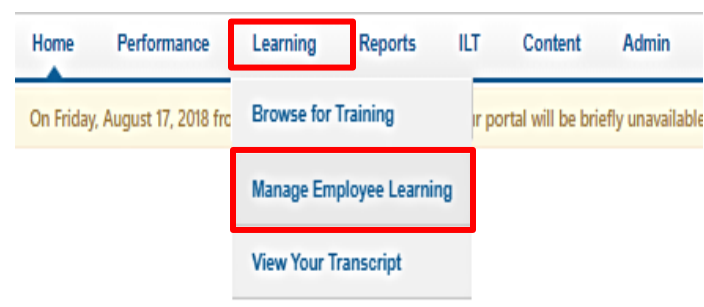 Home Performance Learning Reports ILT Content Admin
Browse for Training
On Friday, August 17, 2018 portal will be briefly unavailable
Manage Employee Learning
View Your Transcript